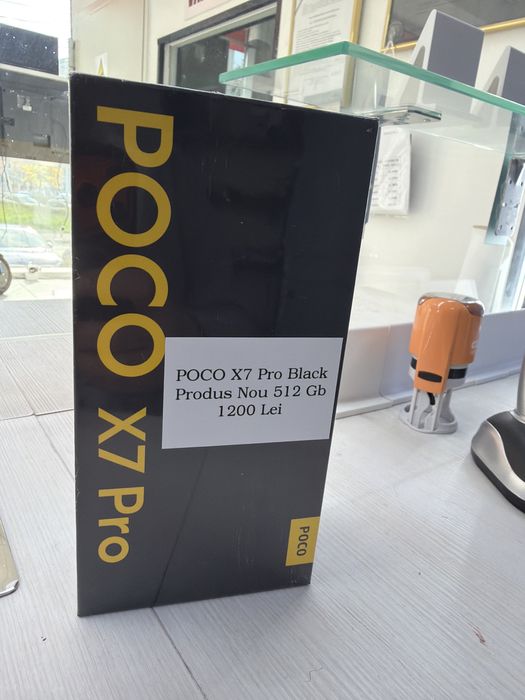 POCO X7 Pro
POCO X7 Pro Black
Produs Nou 512 Gb
1200 Lei
POCO